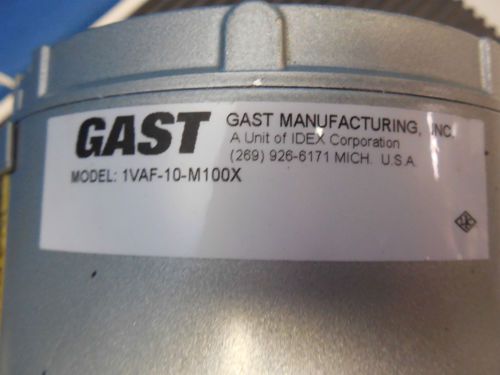 GAST
GAST MANUFACTURING, INC.
A Unit of IDEX Corporation
(269) 926-6171 MICH. U.S.A.
MODEL: 1VAF-10-M100X